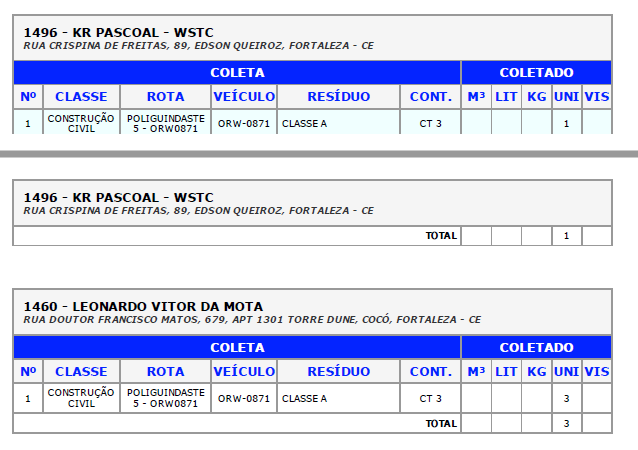 1496 - KR PASCOAL - WSTC
RUA CRISPINA DE FREITAS, 89, EDSON QUEIROZ, FORTALEZA - CE
COLETA COLETADO
Nº CLASSE ROTA VEÍCULO RESÍDUO CONT. M³ LIT KG UNI VIS
1 CONSTRUÇÃO CIVIL POLIGUINDASTE 5 - ORW0871 ORW-0871 CLASSE A CT 3 1
1496 - KR PASCOAL - WSTC
RUA CRISPINA DE FREITAS, 89, EDSON QUEIROZ, FORTALEZA - CE
TOTAL 1
1460 - LEONARDO VITOR DA MOTA
RUA DOUTOR FRANCISCO MATOS, 679, APT 1301 TORRE DUNE, COCÓ, FORTALEZA - CE
COLETA COLETADO
Nº CLASSE ROTA VEÍCULO RESÍDUO CONT. M³ LIT KG UNI VIS
1 CONSTRUÇÃO CIVIL POLIGUINDASTE 5 - ORW0871 ORW-0871 CLASSE A CT 3 3
TOTAL 3